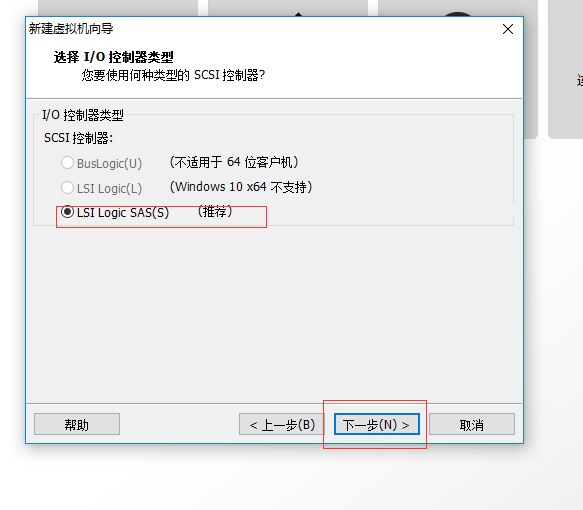 新建虚拟机向导
选择 I/O 控制器类型
您要使用何种类型的 SCSI 控制器?
I/O 控制器类型
SCSI 控制器:
BusLogic(U) （不适用于 64 位客户机）
LSI Logic(L) （Windows 10 x64 不支持）
LSI Logic SAS(S) （推荐）
帮助 < 上一步(B) 下一步(N) > 取消